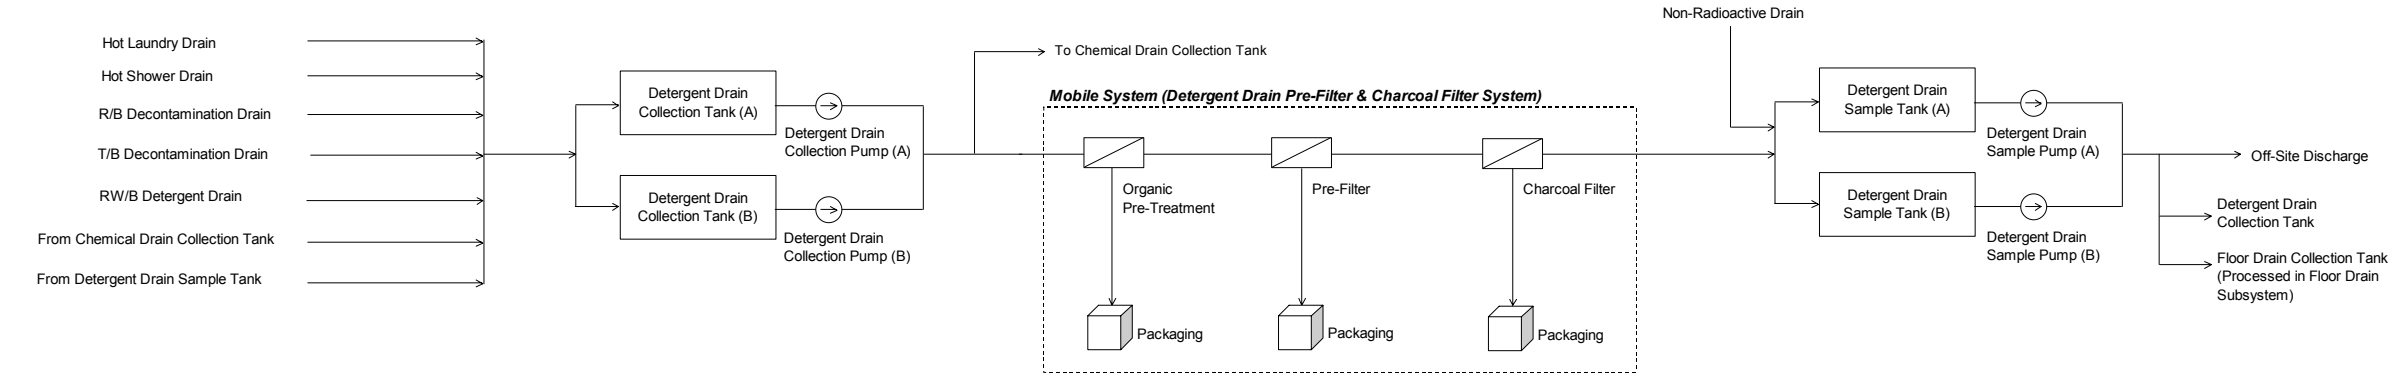 Hot Laundry Drain
Hot Shower Drain
R/B Decontamination Drain
T/B Decontamination Drain
RW/B Detergent Drain
From Chemical Drain Collection Tank
From Detergent Drain Sample Tank
Detergent Drain
Collection Tank (A)
Detergent Drain
Collection Pump (A)
Detergent Drain
Collection Tank (B)
Detergent Drain
Collection Pump (B)
To Chemical Drain Collection Tank
Mobile System (Detergent Drain Pre-Filter & Charcoal Filter System)
Organic
Pre-Treatment
Pre-Filter
Charcoal Filter
Packaging
Packaging
Packaging
Non-Radioactive Drain
Detergent Drain
Sample Tank (A)
Detergent Drain
Sample Pump (A)
Detergent Drain
Sample Tank (B)
Detergent Drain
Sample Pump (B)
Off-Site Discharge
Detergent Drain
Collection Tank
Floor Drain Collection Tank
(Processed in Floor Drain
Subsystem)